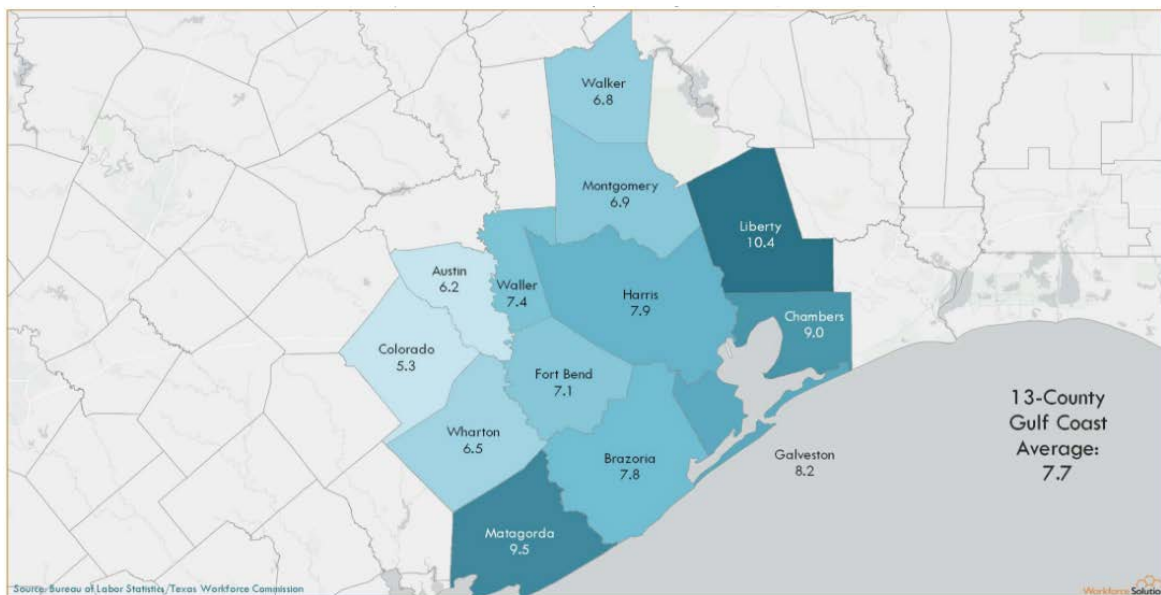 Walker
6.8
Montgomery
6.9
Liberty
10.4
Austin
6.2
Waller
7.4
Harris
7.9
Chambers
9.0
Colorado
5.3
Fort Bend
7.1
Wharton
6.5
Brazoria
7.8
Galveston
8.2
13-County
Gulf Coast
Average:
7.7
Matagorda
9.5
Source: Bureau of Labor Statistics/Texas Workforce Commission
Workforce Solutio